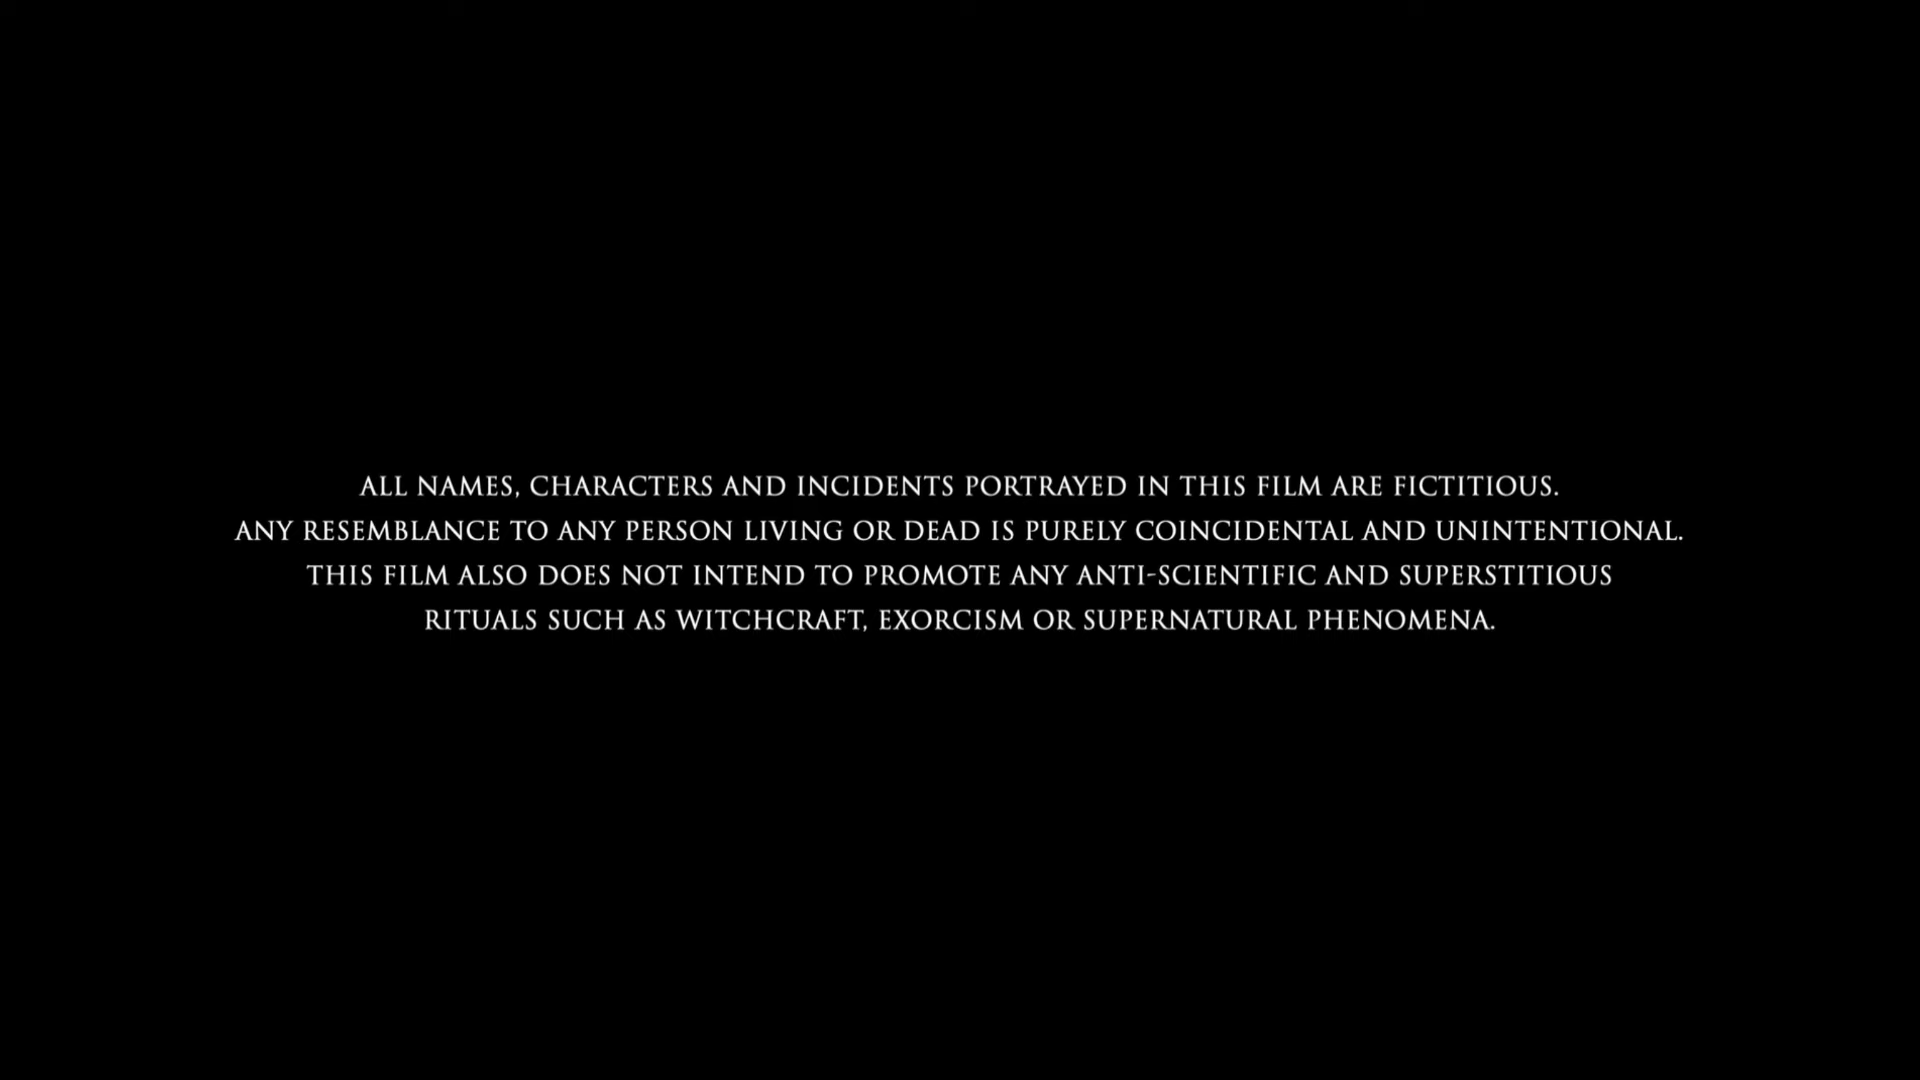 ALL NAMES, CHARACTERS AND INCIDENTS PORTRAYED IN THIS FILM ARE FICTITIOUS.
ANY RESEMBLANCE TO ANY PERSON LIVING OR DEAD IS PURELY COINCIDENTAL AND UNINTENTIONAL.
THIS FILM ALSO DOES NOT INTEND TO PROMOTE ANY ANTI-SCIENTIFIC AND SUPERSTITIOUS
RITUALS SUCH AS WITCHCRAFT, EXORCISM OR SUPERNATURAL PHENOMENA.